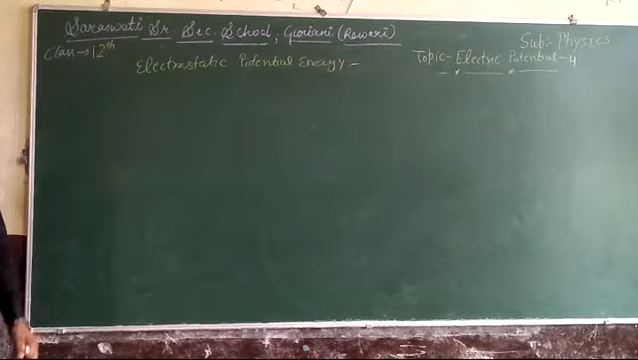 Saraswati Sr. Sec. School, Goriani (Rewari)
Sub:- Physics
Class→12th
Topic- Electric Potential-4
Electrostatic Potential Energy:-